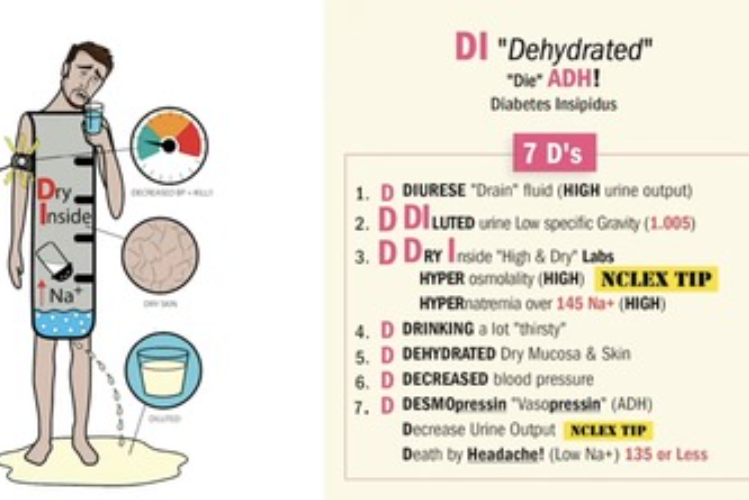 Dry
Inside
↑ Na+
DECREASED BP
DRY SKIN
DILUTED
DI "Dehydrated"
"Die" ADH!
Diabetes Insipidus
7 D's
1. D DIURESE "Drain" fluid (HIGH urine output)
2. D DILUTED urine Low specific Gravity (1.005)
3. D DRY Inside "High & Dry" Labs
HYPER osmolality (HIGH) NCLEX TIP
HYPERnatremia over 145 Na+ (HIGH)
4. D DRINKING a lot "thirsty"
5. D DEHYDRATED Dry Mucosa & Skin
6. D DECREASED blood pressure
7. D DESMOpressin "Vasopressin" (ADH)
Decrease Urine Output NCLEX TIP
Death by Headache! (Low Na+) 135 or Less